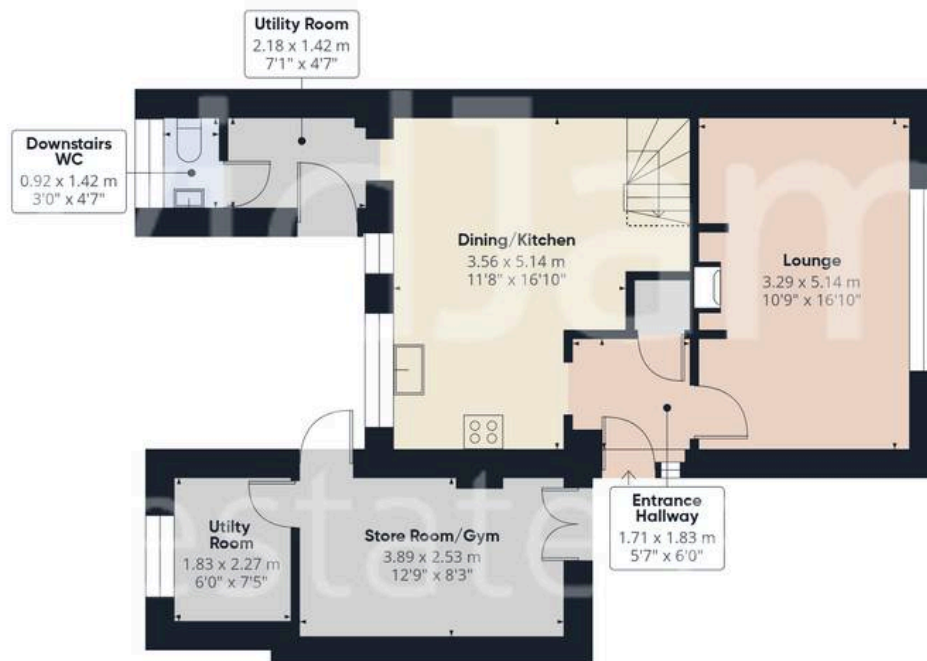 Utility Room
2.18 x 1.42 m
7'1" x 4'7"
Downstairs
WC
0.92 x 1.42 m
3'0" x 4'7"
Dining/Kitchen
3.56 x 5.14 m
11'8" x 16'10"
Lounge
3.29 x 5.14 m
10'9" x 16'10"
Utilty
Room
1.83 x 2.27 m
6'0" x 7'5"
Store Room/Gym
3.89 x 2.53 m
12'9" x 8'3"
Entrance
Hallway
1.71 x 1.83 m
5'7" x 6'0"
estate